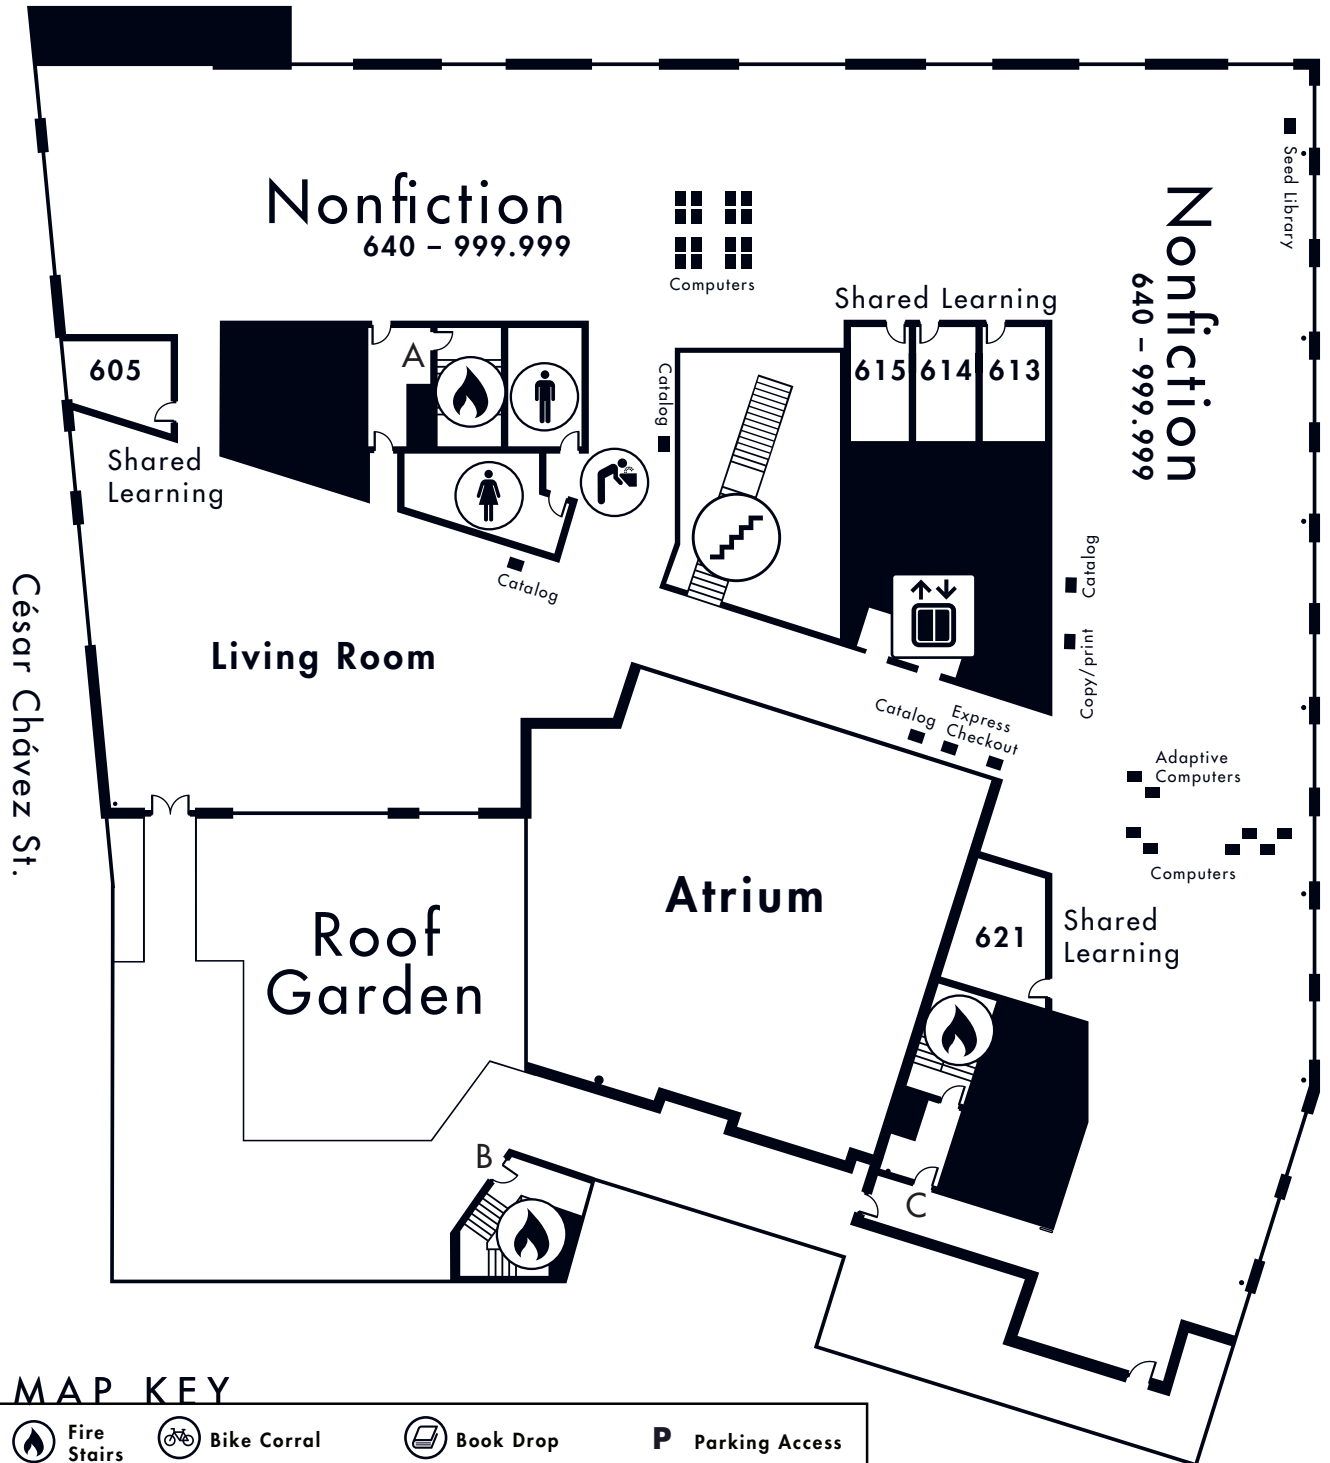 Nonfiction
640 – 999.999
Computers
Seed Library
Nonfiction
640 – 999.999
Shared Learning
615
614
613
605
Shared
Learning
A
Catalog
Catalog
Catalog
Copy/print
Living Room
César Chávez St.
Catalog
Express
Checkout
Adaptive
Computers
Computers
Atrium
Roof
Garden
621
Shared
Learning
B
C
MAP KEY
Fire
Stairs
Bike Corral
Book Drop
P
Parking Access